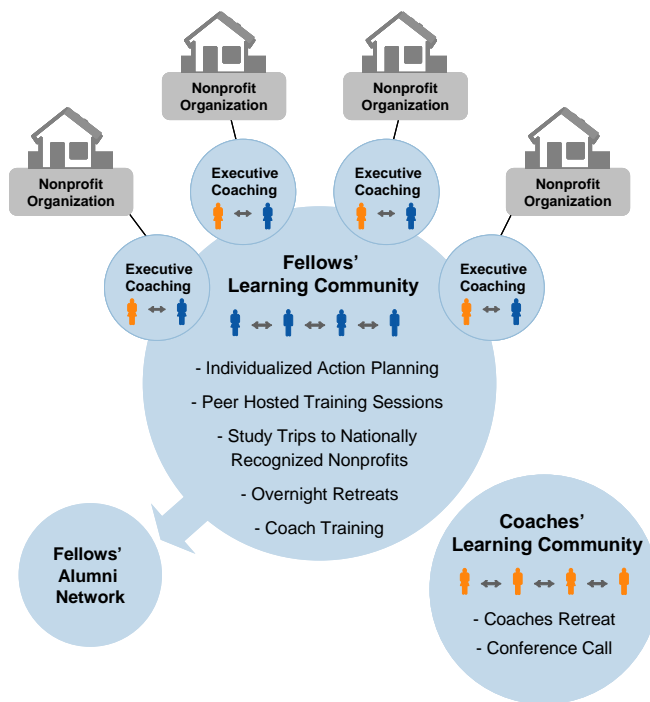 Nonprofit
Organization
Nonprofit
Organization
Nonprofit
Organization
Nonprofit
Organization
Executive
Coaching
Executive
Coaching
Executive
Coaching
Executive
Coaching
Fellows'
Learning Community
- Individualized Action Planning
- Peer Hosted Training Sessions
- Study Trips to Nationally
Recognized Nonprofits
- Overnight Retreats
- Coach Training
Fellows'
Alumni
Network
Coaches'
Learning Community
- Coaches Retreat
- Conference Call